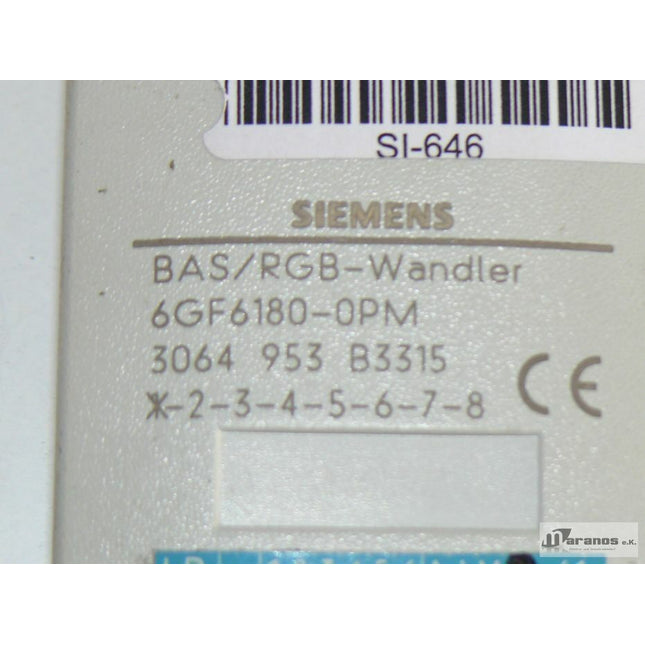 SI-646
SIEMENS
BAS/RGB-Wandler
6GF6180-0PM
3064 953 B3315
-2-3-4-5-6-7-8
CE
Maranos e.K.